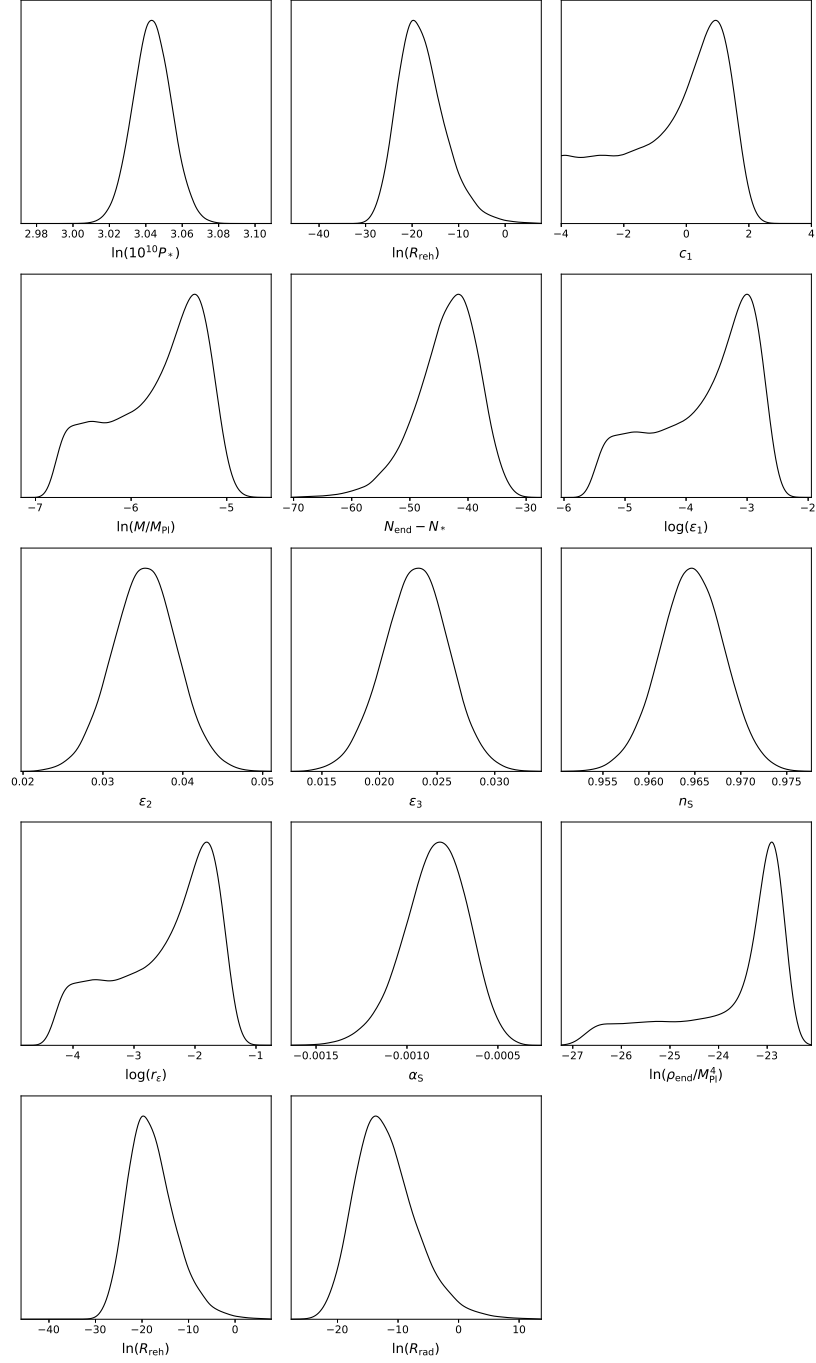 2.98 3.00 3.02 3.04 3.06 3.08 3.10
ln(10¹⁰P∗)
−40 −30 −20 −10 0
ln(R_reh)
−4 −2 0 2 4
c₁
−7 −6 −5
ln(M/M_Pl)
−70 −60 −50 −40 −30
N_end − N∗
−6 −5 −4 −3 −2
log(ε₁)
0.02 0.03 0.04 0.05
ε₂
0.015 0.020 0.025 0.030
ε₃
0.955 0.960 0.965 0.970 0.975
n_S
−4 −3 −2 −1
log(r_ε)
−0.0015 −0.0010 −0.0005
α_S
−27 −26 −25 −24 −23
ln(ρ_end/M_Pl⁴)
−40 −30 −20 −10 0
ln(R_reh)
−20 −10 0 10
ln(R_rad)